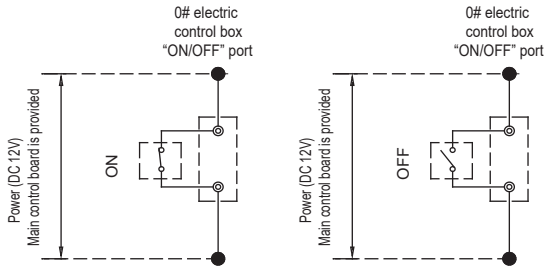 0# electric
control box
“ON/OFF” port
Power (DC 12V)
Main control board is provided
ON
0# electric
control box
“ON/OFF” port
Power (DC 12V)
Main control board is provided
OFF